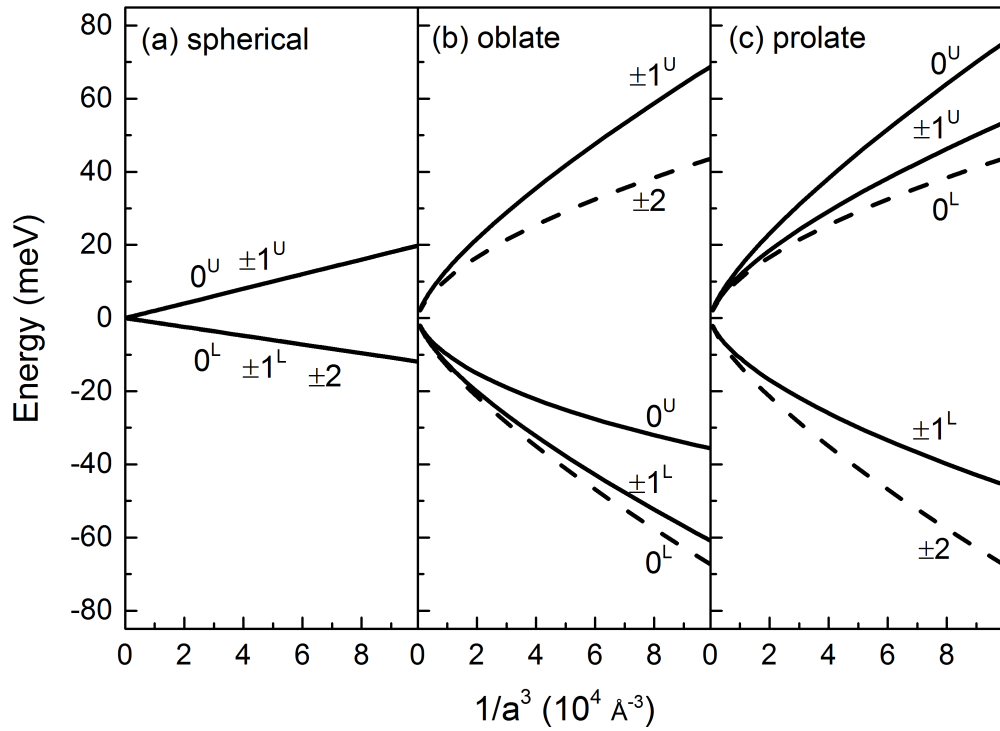 (a) spherical
(b) oblate
(c) prolate
80
60
40
20
0
-20
-40
-60
-80
Energy (meV)
0ᵁ ±1ᵁ
0ᴸ ±1ᴸ ±2
±1ᵁ
±2
0ᵁ
±1ᴸ
0ᴸ
0ᵁ
±1ᵁ
0ᴸ
±1ᴸ
±2
0 2 4 6 8 0 2 4 6 8 0 2 4 6 8
1/a³ (10⁴ Å⁻³)